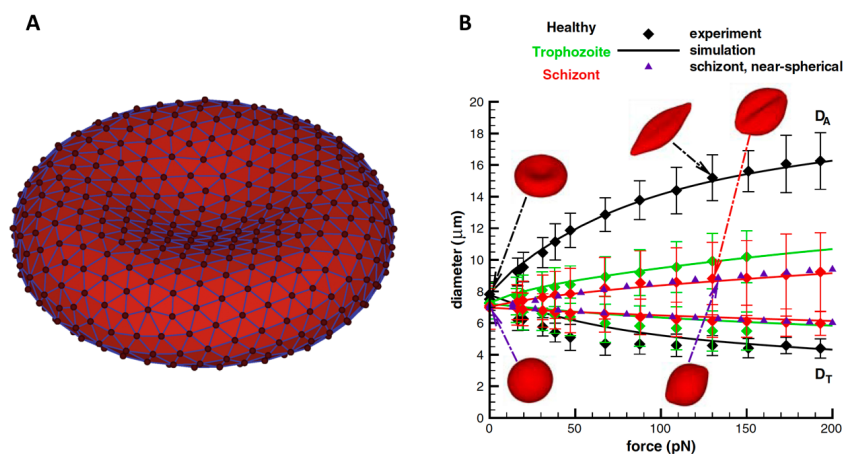 A
B
Healthy
Trophozoite
Schizont
experiment
simulation
schizont, near-spherical
20
18
16
14
12
10
8
6
4
2
0
diameter (μm)
D_A
D_T
0
50
100
150
200
force (pN)